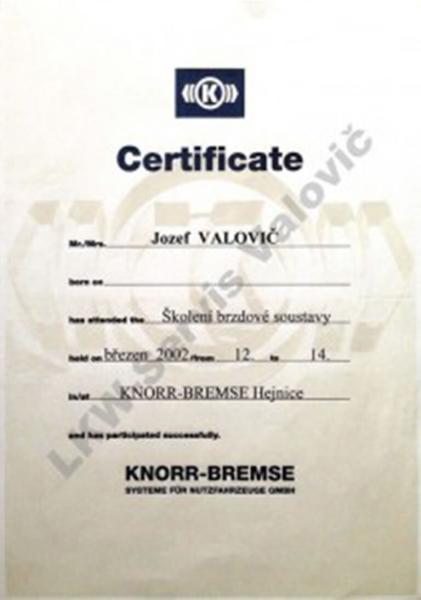 K
Certificate
Mr./Mrs. Jozef VALOVIČ
born on
has attended the Školení brzdové soustavy
held on březen 2002 /from 12. to 14.
in/at KNORR-BREMSE Hejnice
and has participated successfully.
KNORR-BREMSE
SYSTEME FÜR NUTZFAHRZEUGE GMBH
LKW Servis Valovič